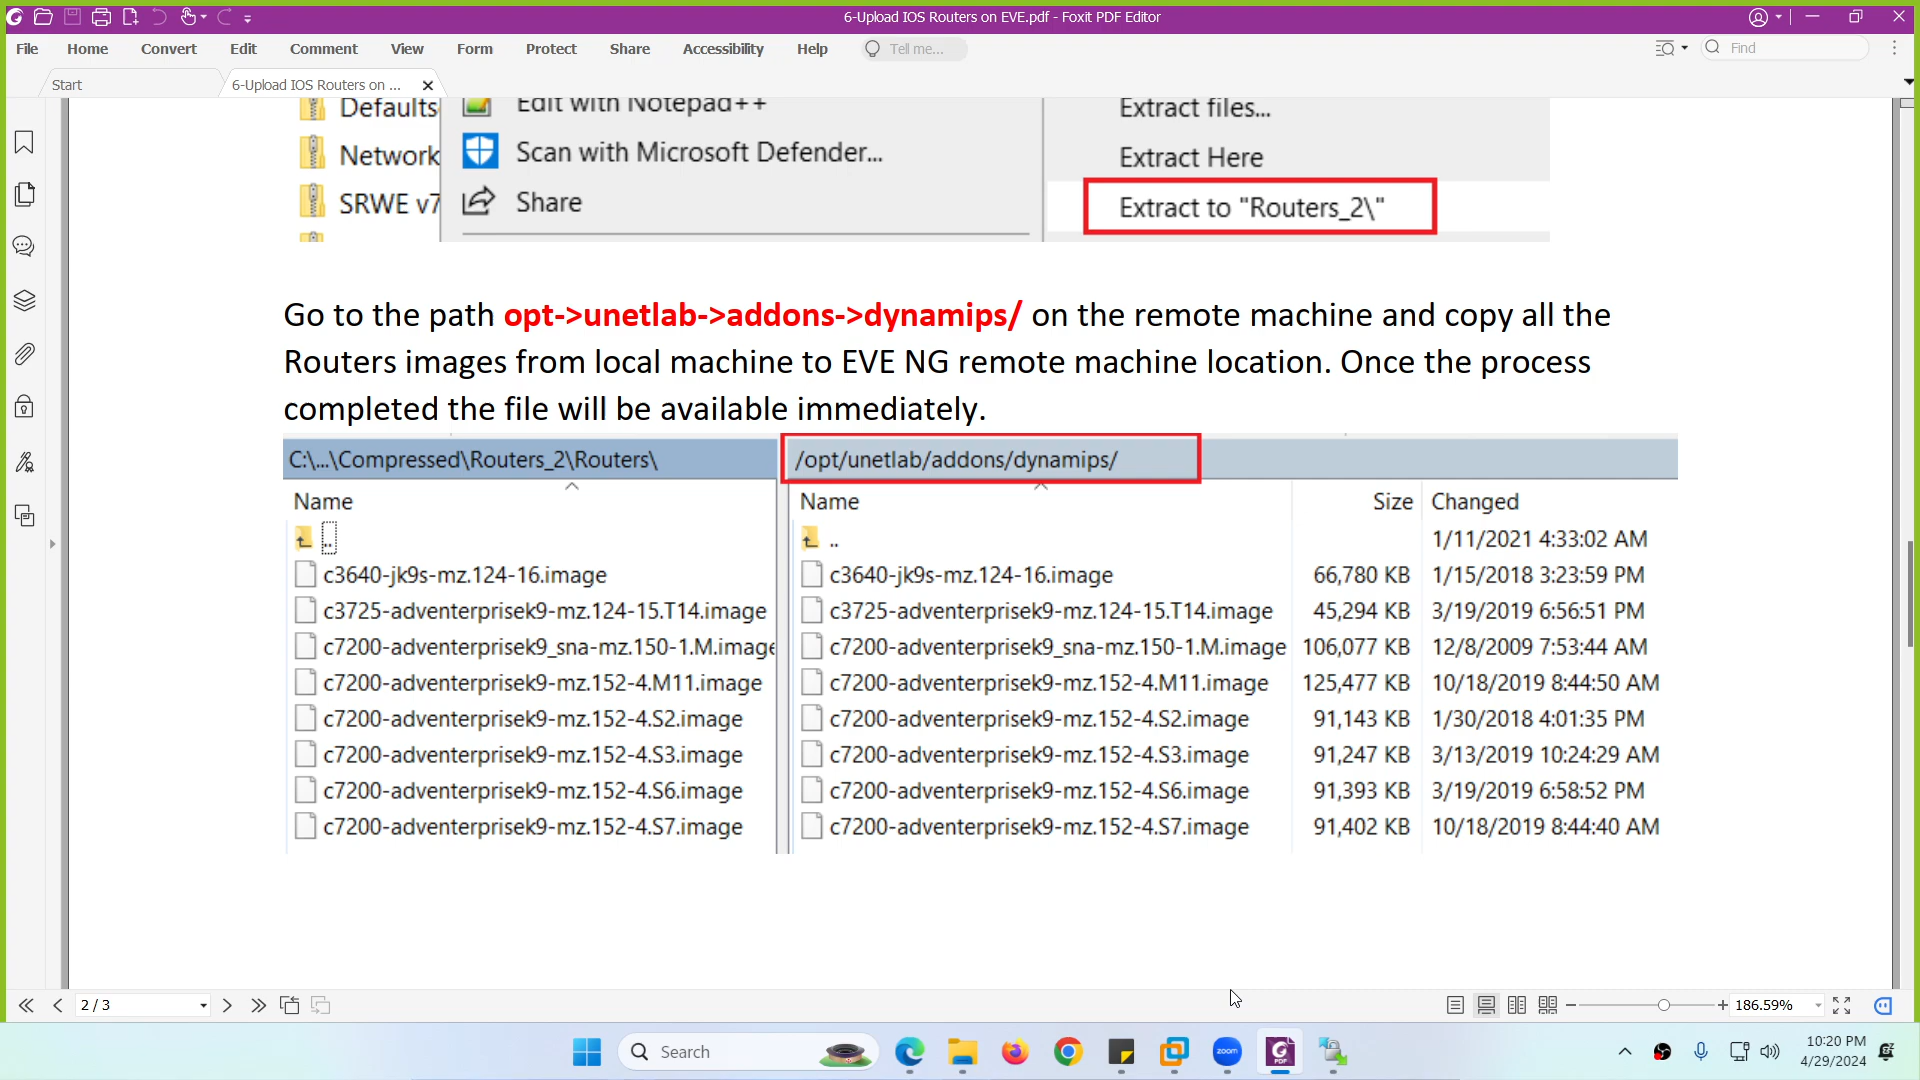 6-Upload IOS Routers on EVE.pdf - Foxit PDF Editor
File Home Convert Edit Comment View Form Protect Share Accessibility Help Tell me... Find
Start 6-Upload IOS Routers on ...
Defaults Edit with Notepad++ Extract files...
Network Scan with Microsoft Defender... Extract Here
SRWE v7 Share Extract to "Routers_2\"
Go to the path opt->unetlab->addons->dynamips/ on the remote machine and copy all the
Routers images from local machine to EVE NG remote machine location. Once the process
completed the file will be available immediately.
C:\...\Compressed\Routers_2\Routers\ /opt/unetlab/addons/dynamips/
Name Name Size Changed
.. .. 1/11/2021 4:33:02 AM
c3640-jk9s-mz.124-16.image c3640-jk9s-mz.124-16.image 66,780 KB 1/15/2018 3:23:59 PM
c3725-adventerprisek9-mz.124-15.T14.image c3725-adventerprisek9-mz.124-15.T14.image 45,294 KB 3/19/2019 6:56:51 PM
c7200-adventerprisek9_sna-mz.150-1.M.image c7200-adventerprisek9_sna-mz.150-1.M.image 106,077 KB 12/8/2009 7:53:44 AM
c7200-adventerprisek9-mz.152-4.M11.image c7200-adventerprisek9-mz.152-4.M11.image 125,477 KB 10/18/2019 8:44:50 AM
c7200-adventerprisek9-mz.152-4.S2.image c7200-adventerprisek9-mz.152-4.S2.image 91,143 KB 1/30/2018 4:01:35 PM
c7200-adventerprisek9-mz.152-4.S3.image c7200-adventerprisek9-mz.152-4.S3.image 91,247 KB 3/13/2019 10:24:29 AM
c7200-adventerprisek9-mz.152-4.S6.image c7200-adventerprisek9-mz.152-4.S6.image 91,393 KB 3/19/2019 6:58:52 PM
c7200-adventerprisek9-mz.152-4.S7.image c7200-adventerprisek9-mz.152-4.S7.image 91,402 KB 10/18/2019 8:44:40 AM
2 / 3 186.59%
Search zoom PDF 10:20 PM
4/29/2024